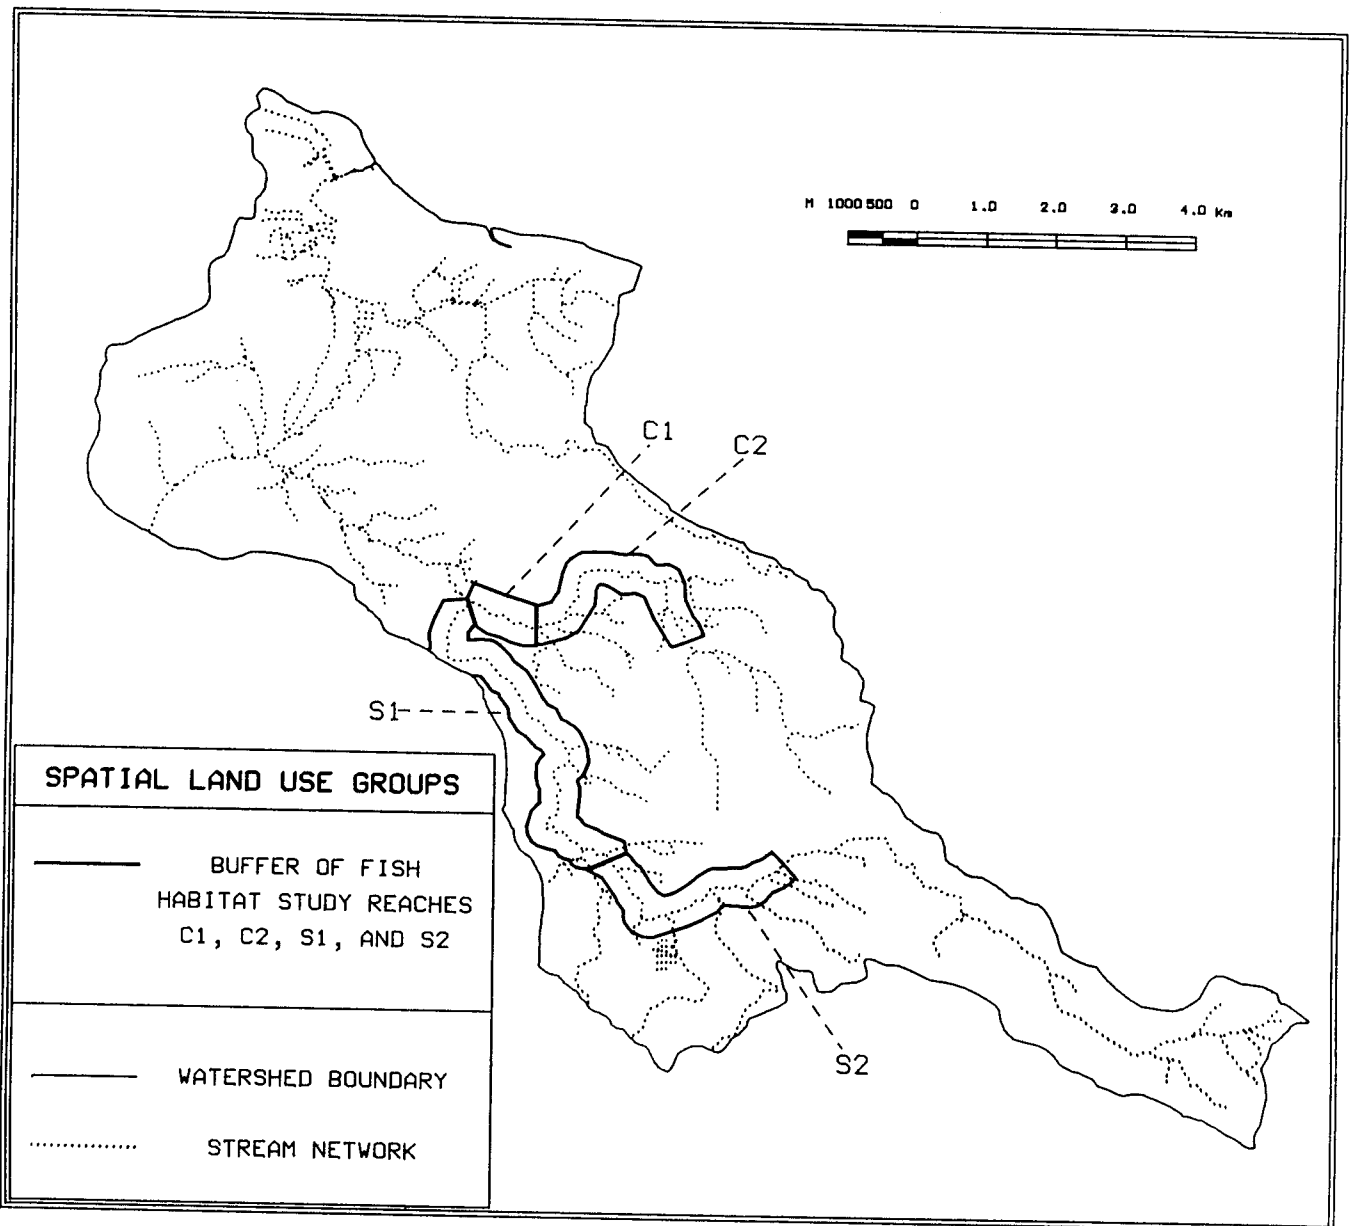 M 1000 500 0 1.0 2.0 3.0 4.0 Km
C1
C2
S1
SPATIAL LAND USE GROUPS
BUFFER OF FISH
HABITAT STUDY REACHES
C1, C2, S1, AND S2
WATERSHED BOUNDARY
STREAM NETWORK
S2